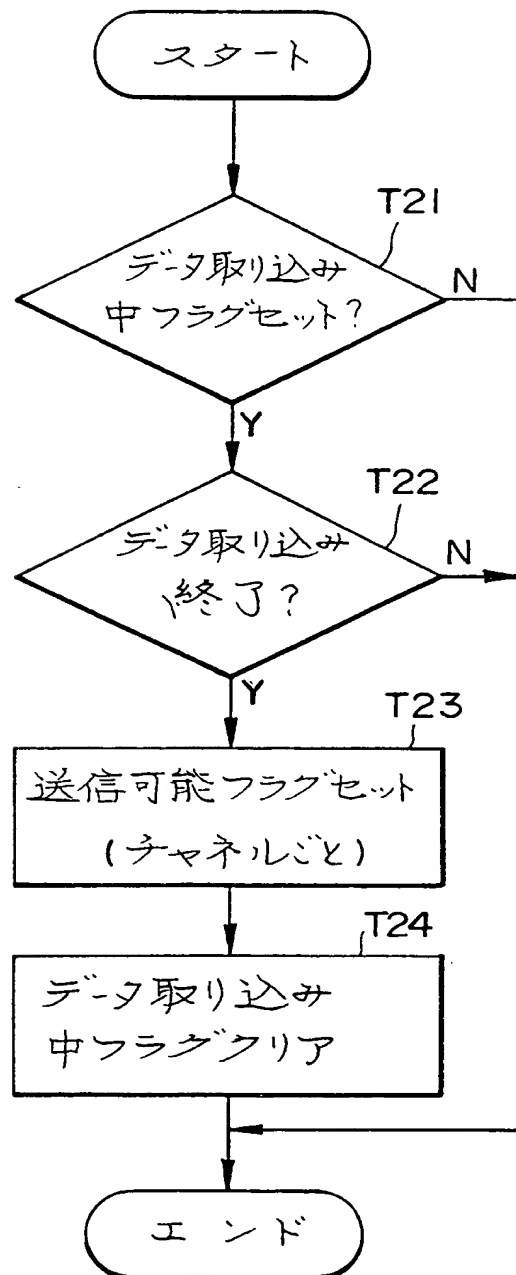 スタート
T21
データ取り込み
中フラグセット?
N
Y
T22
データ取り込み
終了?
N
Y
T23
送信可能フラグセット
(チャネルごと)
T24
データ取り込み
中フラグクリア
エンド